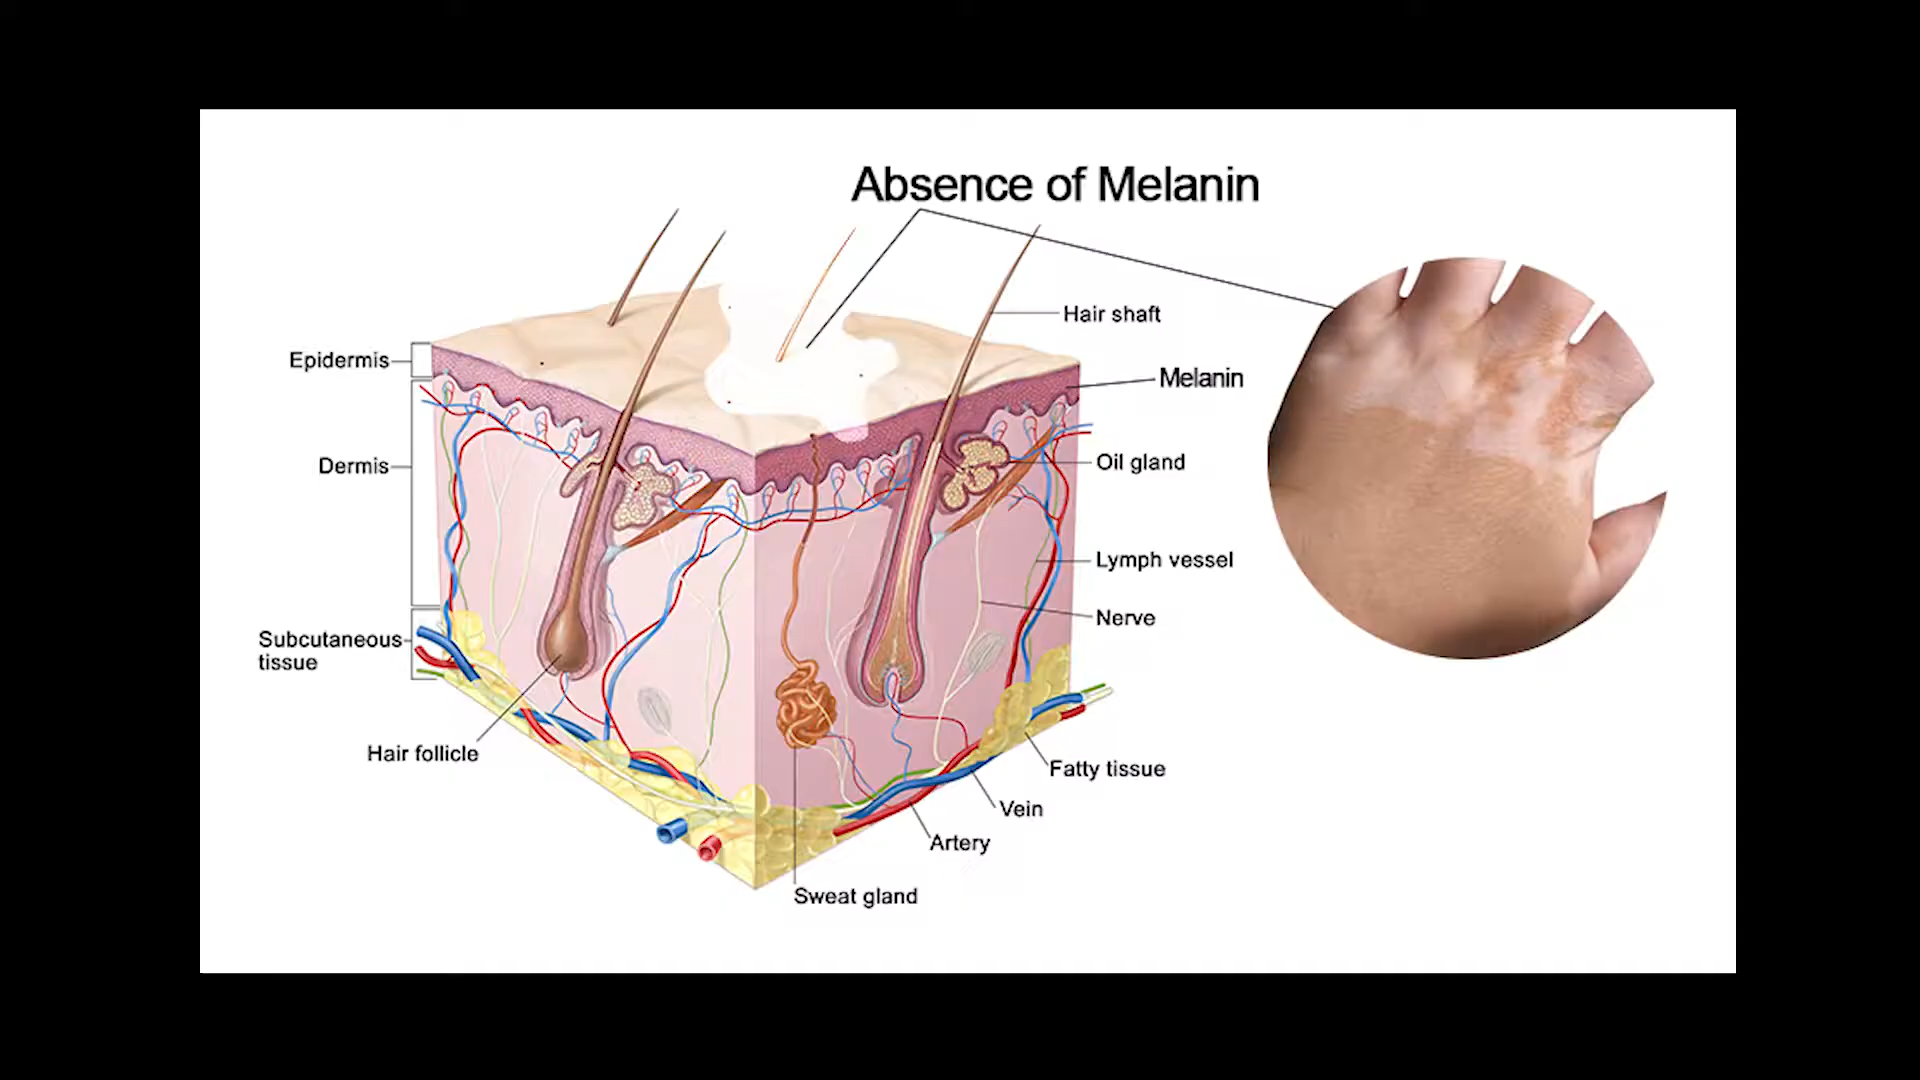 Absence of Melanin
Hair shaft
Epidermis
Melanin
Dermis
Oil gland
Lymph vessel
Nerve
Subcutaneous
tissue
Hair follicle
Fatty tissue
Vein
Artery
Sweat gland